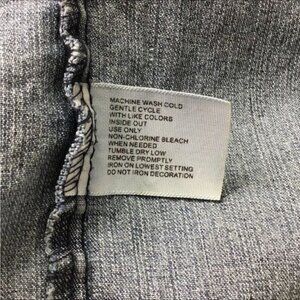 MACHINE WASH COLD
GENTLE CYCLE
WITH LIKE COLORS
INSIDE OUT
USE ONLY
NON-CHLORINE BLEACH
WHEN NEEDED
TUMBLE DRY LOW
REMOVE PROMPTLY
IRON ON LOWEST SETTING
DO NOT IRON DECORATION